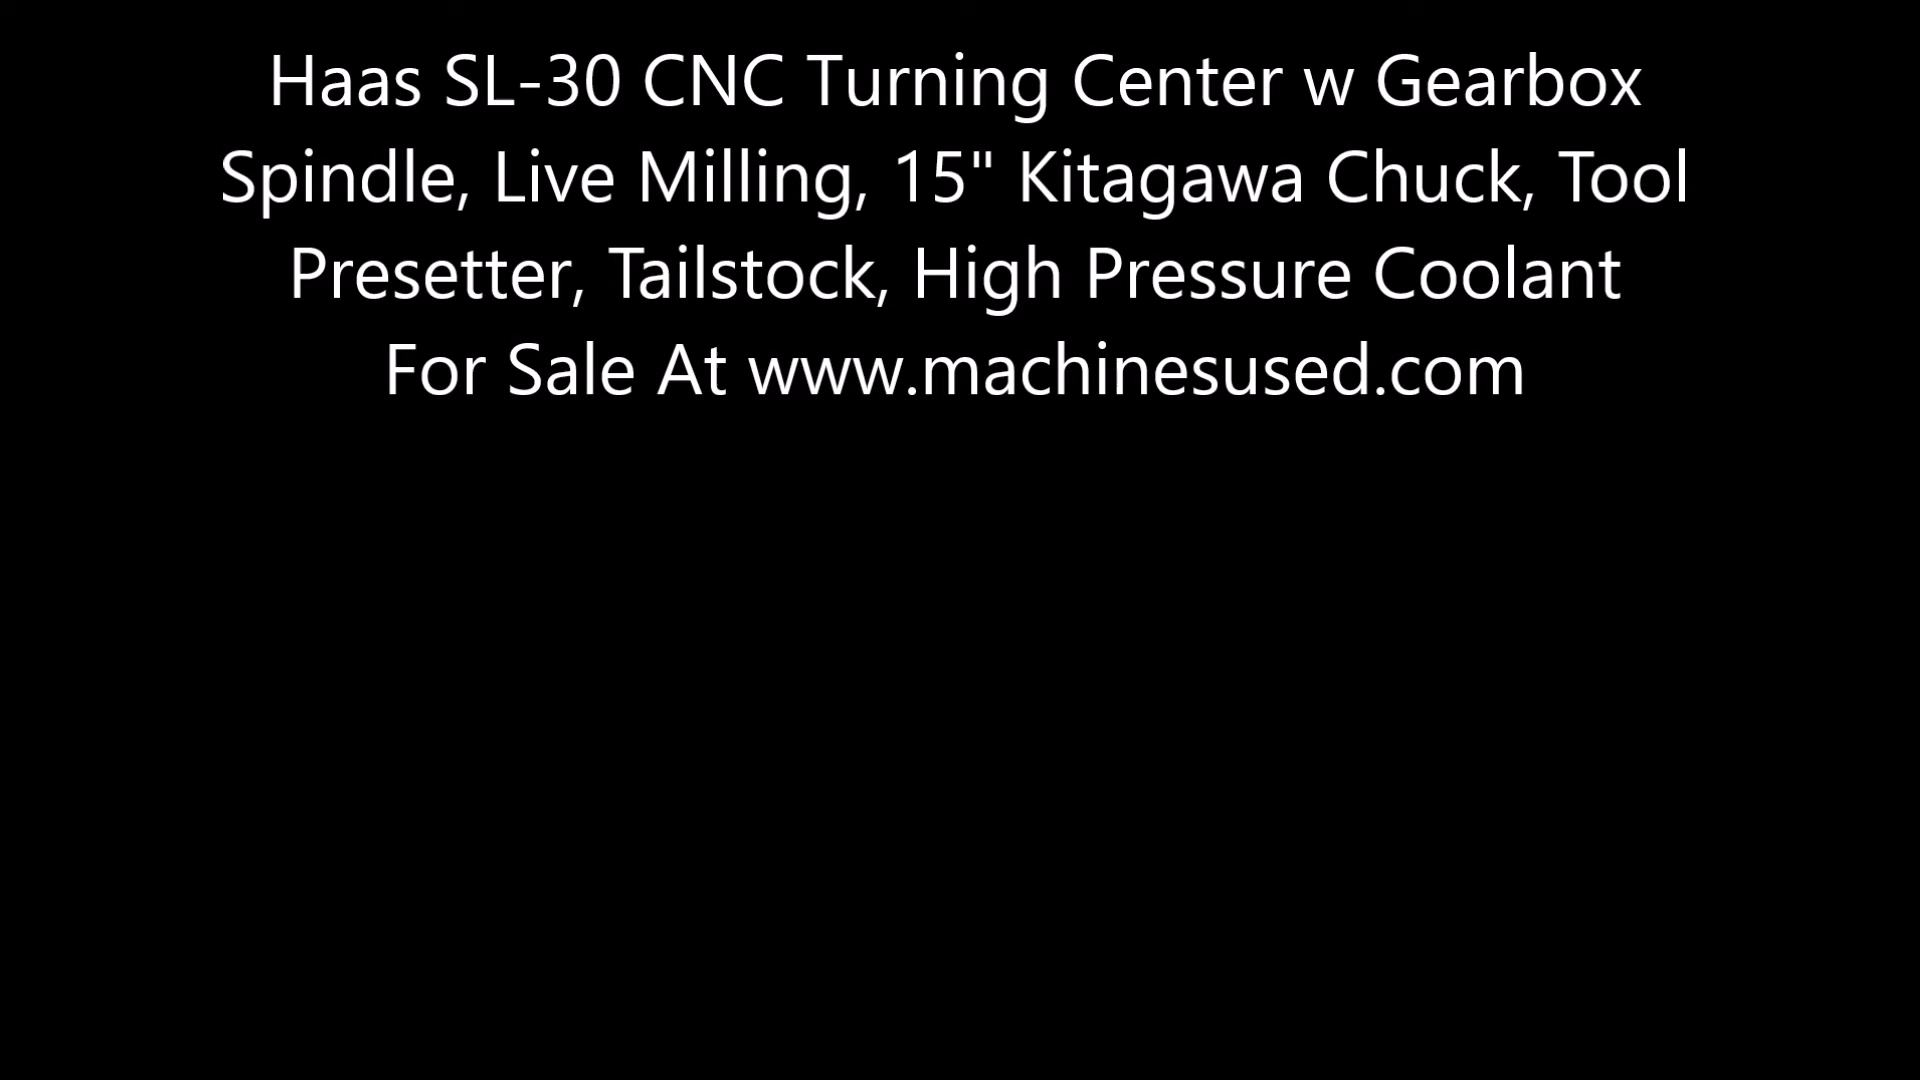 Haas SL-30 CNC Turning Center w Gearbox
Spindle, Live Milling, 15" Kitagawa Chuck, Tool
Presetter, Tailstock, High Pressure Coolant
For Sale At www.machinesused.com